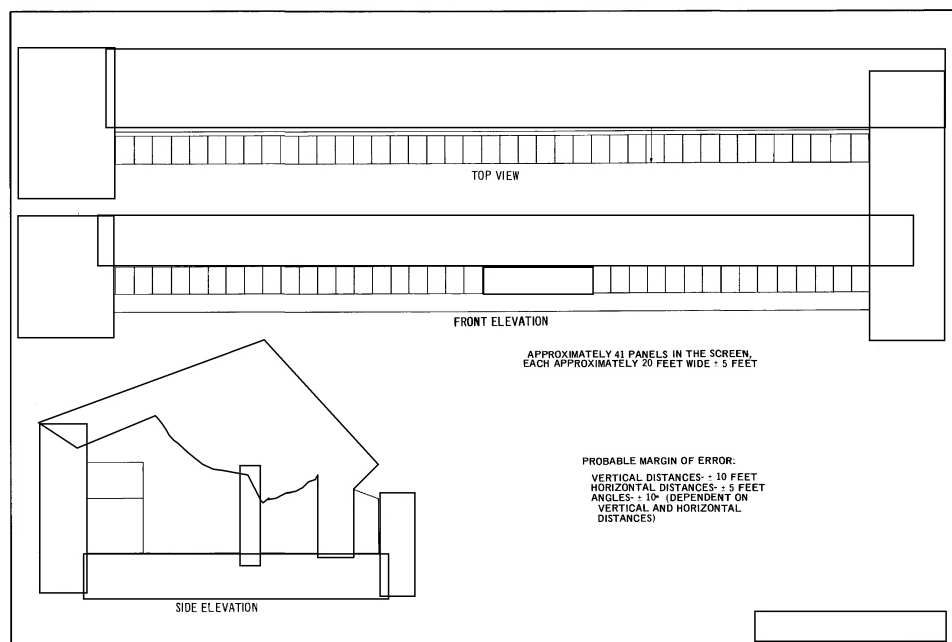 TOP VIEW
FRONT ELEVATION
APPROXIMATELY 41 PANELS IN THE SCREEN,
EACH APPROXIMATELY 20 FEET WIDE ± 5 FEET
PROBABLE MARGIN OF ERROR:
VERTICAL DISTANCES- ± 10 FEET
HORIZONTAL DISTANCES- ± 5 FEET
ANGLES- ± 10° (DEPENDENT ON
VERTICAL AND HORIZONTAL
DISTANCES)
SIDE ELEVATION